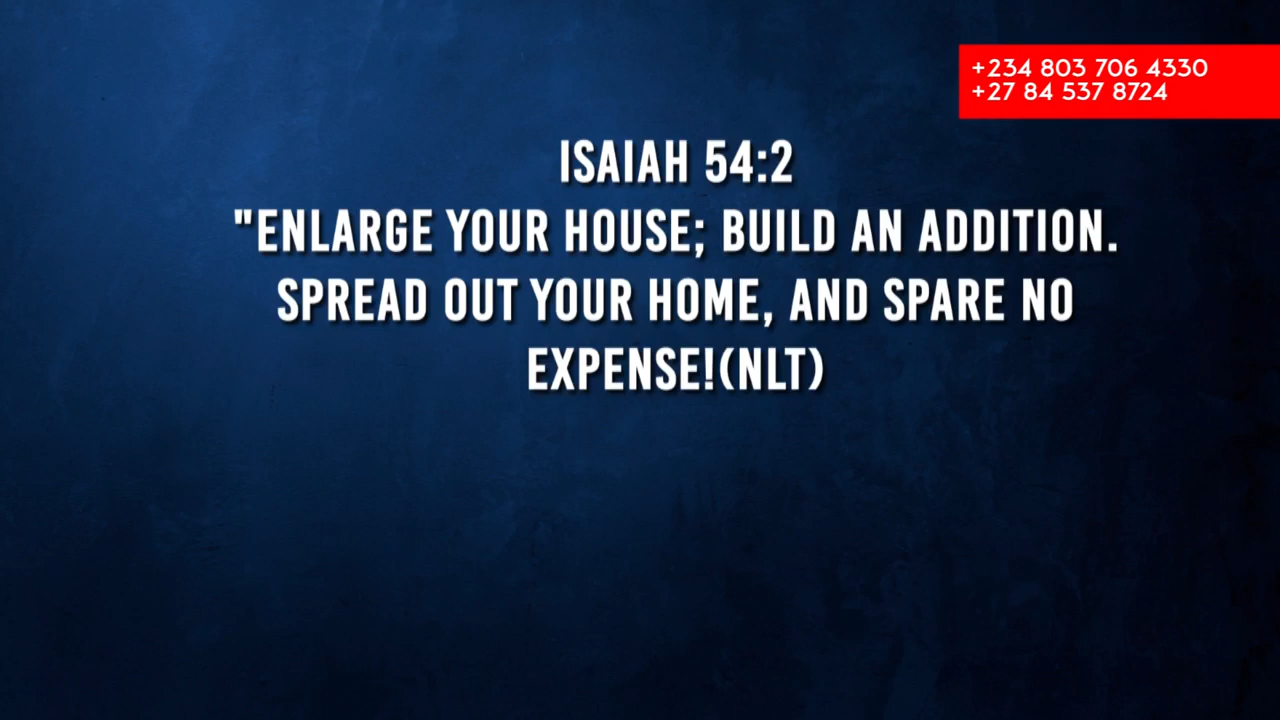 +234 803 706 4330
+27 84 537 8724
ISAIAH 54:2
"ENLARGE YOUR HOUSE; BUILD AN ADDITION.
SPREAD OUT YOUR HOME, AND SPARE NO
EXPENSE!(NLT)